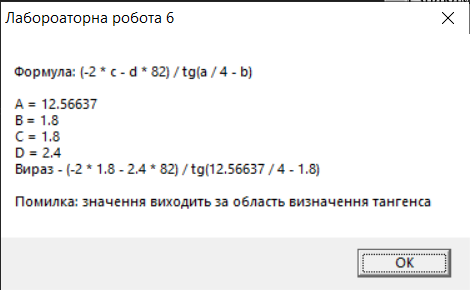 Лабороаторна робота 6
Формула: (-2 * c - d * 82) / tg(a / 4 - b)
A = 12.56637
B = 1.8
C = 1.8
D = 2.4
Вираз - (-2 * 1.8 - 2.4 * 82) / tg(12.56637 / 4 - 1.8)
Помилка: значення виходить за область визначення тангенса
OK